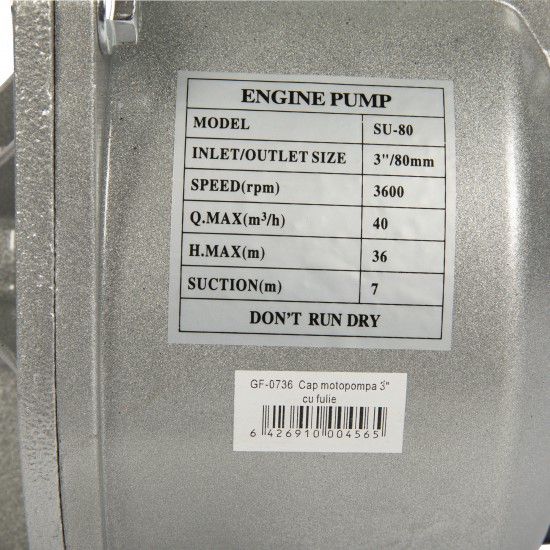 ENGINE PUMP
MODEL SU-80
INLET/OUTLET SIZE 3"/80mm
SPEED(rpm) 3600
Q.MAX(m³/h) 40
H.MAX(m) 36
SUCTION(m) 7
DON'T RUN DRY
GF-0736 Cap motopompa 3"
cu fulie
6 426910 004565